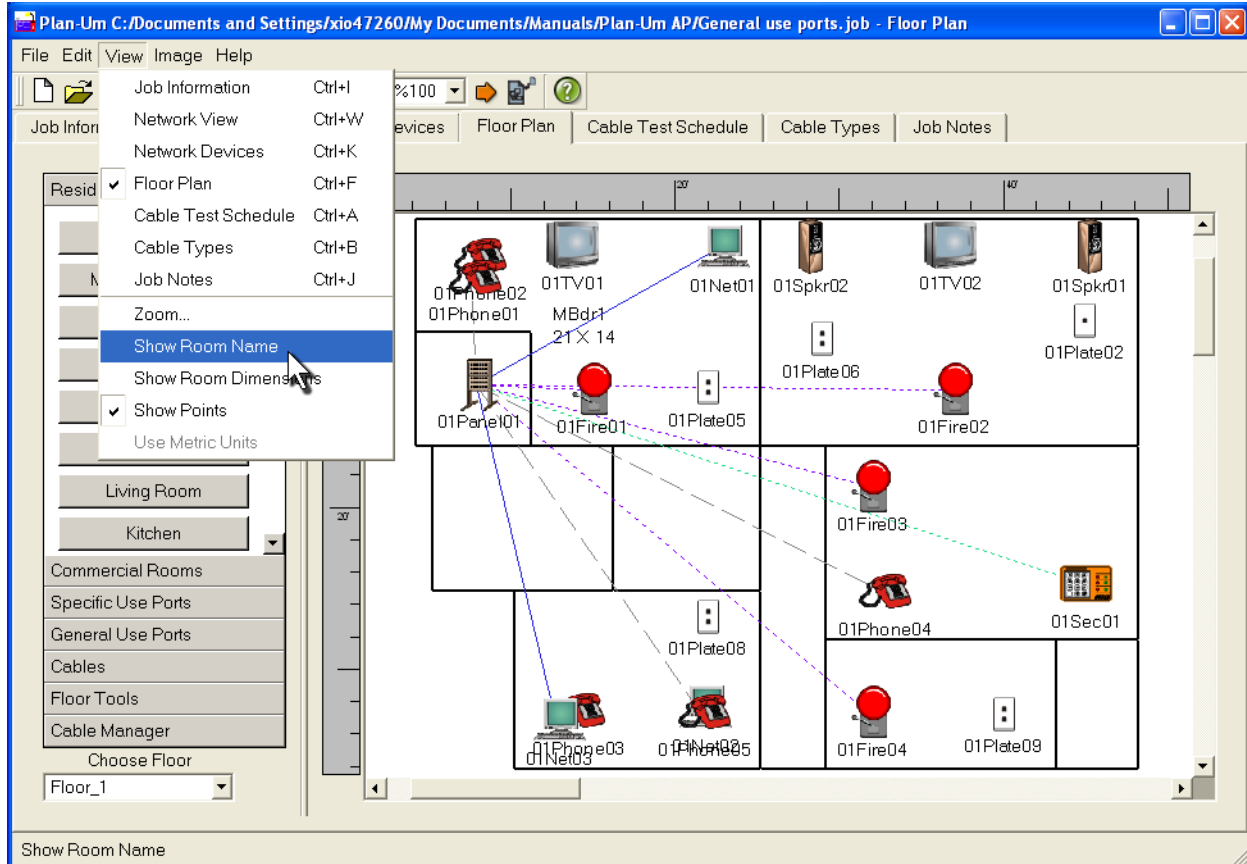 Plan-Um C:/Documents and Settings/xio47260/My Documents/Manuals/Plan-Um AP/General use ports.job - Floor Plan
File Edit View Image Help
%100
Job Infor
evices
Floor Plan
Cable Test Schedule
Cable Types
Job Notes
Job Information Ctrl+I
Network View Ctrl+W
Network Devices Ctrl+K
Floor Plan Ctrl+F
Cable Test Schedule Ctrl+A
Cable Types Ctrl+B
Job Notes Ctrl+J
Zoom...
Show Room Name
Show Room Dimensions
Show Points
Use Metric Units
Resid
M
Living Room
Kitchen
Commercial Rooms
Specific Use Ports
General Use Ports
Cables
Floor Tools
Cable Manager
Choose Floor
Floor_1
20'
40'
20'
01Phone02
01Phone01
01TV01
MBdr1
21 X 14
01Net01
01Spkr02
01TV02
01Spkr01
01Plate06
01Plate02
01Panel01
01Fire01
01Plate05
01Fire02
01Fire03
01Phone04
01Sec01
01Plate08
01Phone03
01Net03
01Net02
01Phone05
01Fire04
01Plate09
Show Room Name